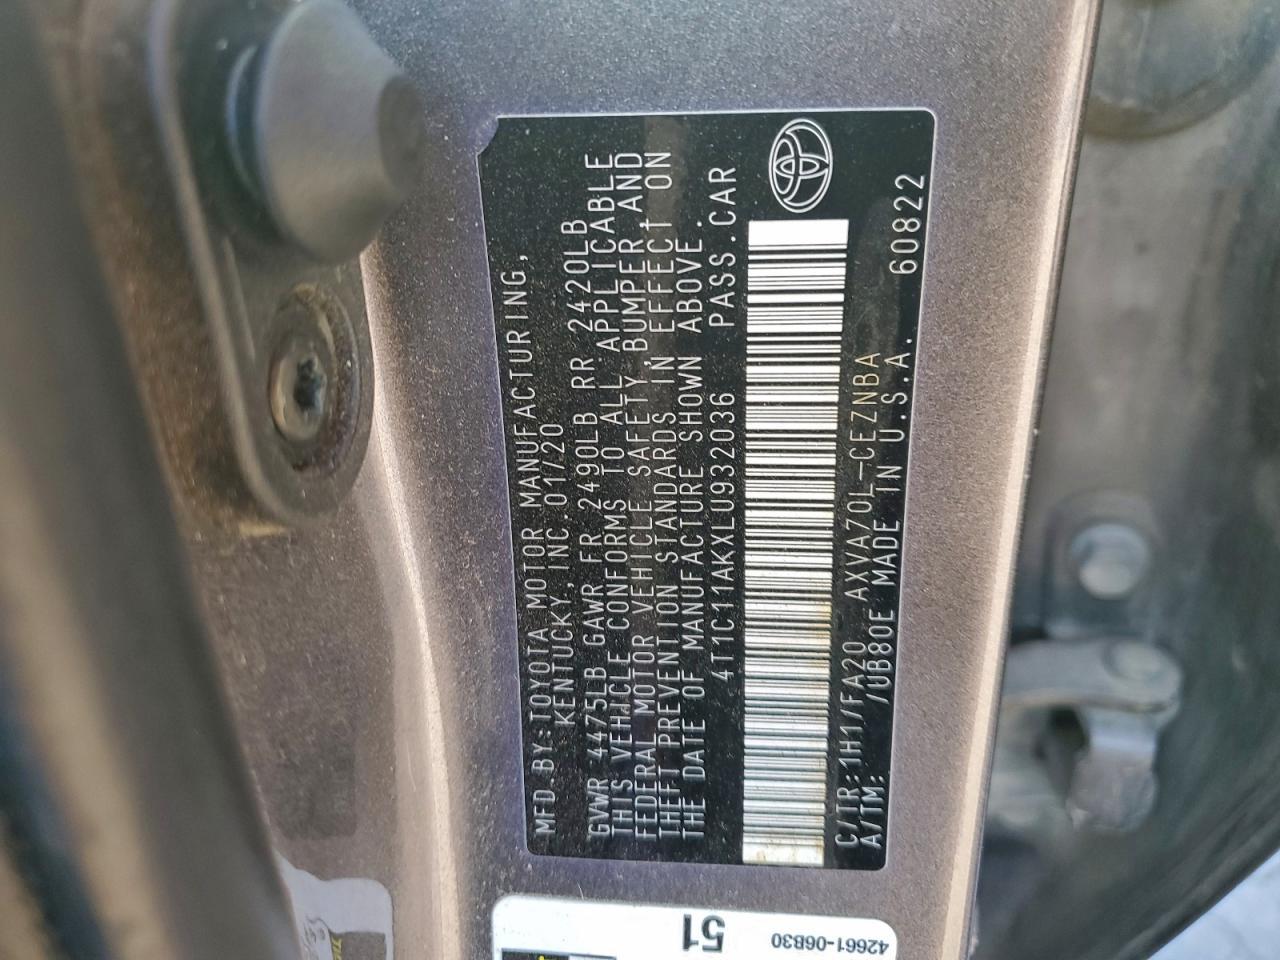 MFD BY:TOYOTA MOTOR MANUFACTURING,
KENTUCKY, INC. 01/20
GVWR 4475LB GAWR FR 2490LB RR 2420LB
THIS VEHICLE CONFORMS TO ALL APPLICABLE
FEDERAL MOTOR VEHICLE SAFETY, BUMPER, AND
THEFT PREVENTION STANDARDS IN EFFECT ON
THE DATE OF MANUFACTURE SHOWN ABOVE.
4T1C11AKXLU932036 PASS.CAR
C/TR:1H1/FA20 AXVA70L-CEZNBA
A/TM: /UB80E MADE IN U.S.A. 60822
51
42661-06B30